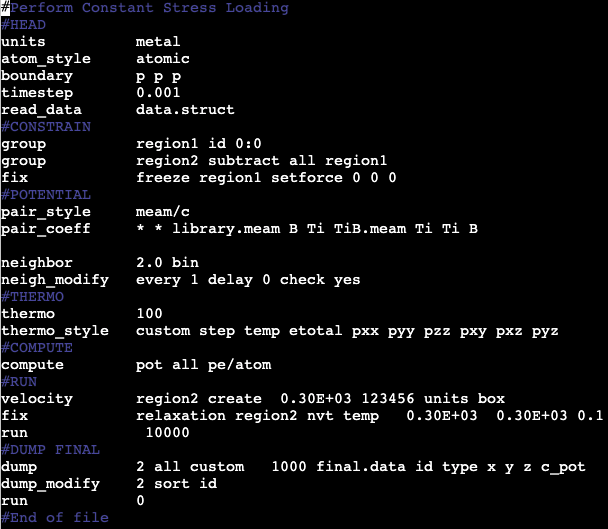 #Perform Constant Stress Loading
#HEAD
units metal
atom_style atomic
boundary p p p
timestep 0.001
read_data data.struct
#CONSTRAIN
group region1 id 0:0
group region2 subtract all region1
fix freeze region1 setforce 0 0 0
#POTENTIAL
pair_style meam/c
pair_coeff * * library.meam B Ti TiB.meam Ti Ti B
neighbor 2.0 bin
neigh_modify every 1 delay 0 check yes
#THERMO
thermo 100
thermo_style custom step temp etotal pxx pyy pzz pxy pxz pyz
#COMPUTE
compute pot all pe/atom
#RUN
velocity region2 create 0.30E+03 123456 units box
fix relaxation region2 nvt temp 0.30E+03 0.30E+03 0.1
run 10000
#DUMP FINAL
dump 2 all custom 1000 final.data id type x y z c_pot
dump_modify 2 sort id
run 0
#End of file